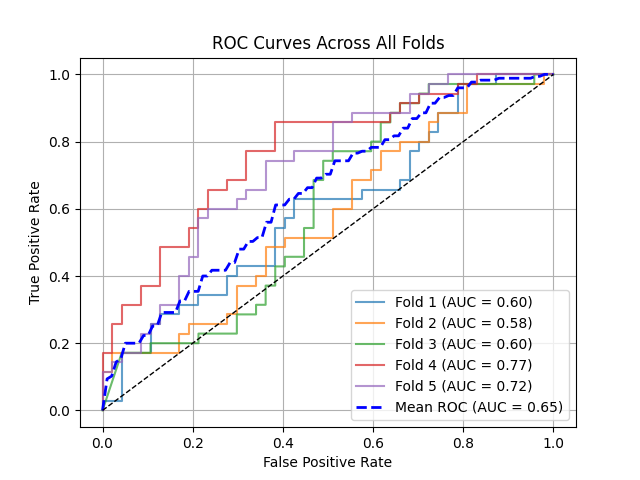 ROC Curves Across All Folds
True Positive Rate
1.0
0.8
0.6
0.4
0.2
0.0
Fold 1 (AUC = 0.60)
Fold 2 (AUC = 0.58)
Fold 3 (AUC = 0.60)
Fold 4 (AUC = 0.77)
Fold 5 (AUC = 0.72)
Mean ROC (AUC = 0.65)
0.0 0.2 0.4 0.6 0.8 1.0
False Positive Rate